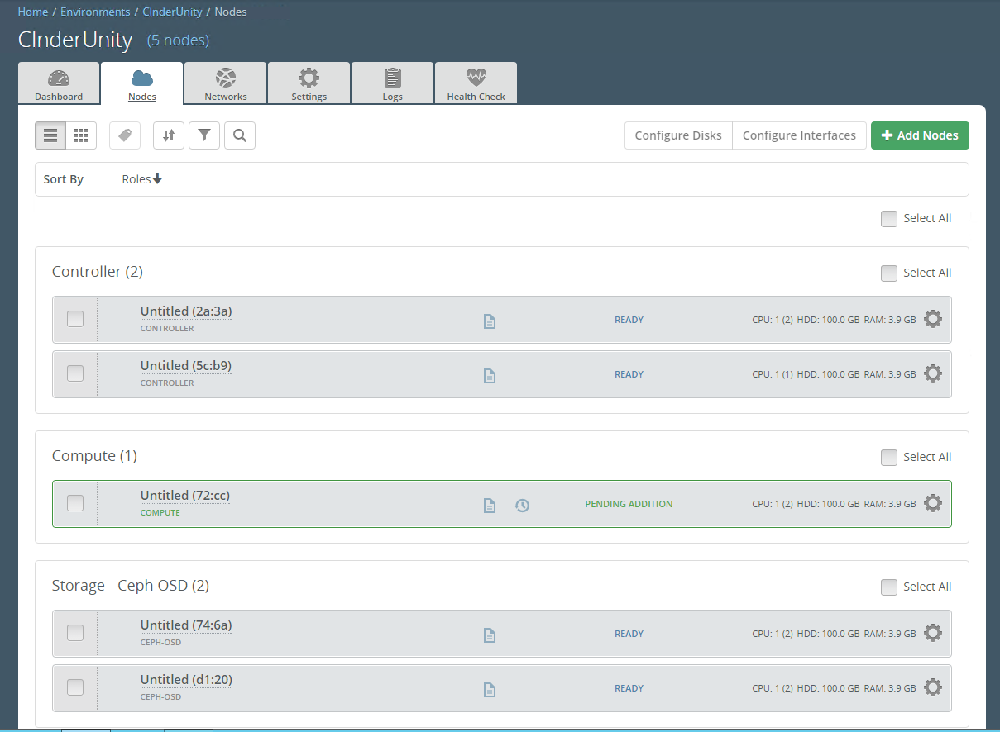 Home / Environments / CInderUnity / Nodes
CInderUnity (5 nodes)
Dashboard Nodes Networks Settings Logs Health Check
Configure Disks Configure Interfaces Add Nodes
Sort By Roles
Select All
Controller (2) Select All
Untitled (2a:3a)
CONTROLLER
READY CPU: 1 (2) HDD: 100.0 GB RAM: 3.9 GB
Untitled (5c:b9)
CONTROLLER
READY CPU: 1 (1) HDD: 100.0 GB RAM: 3.9 GB
Compute (1) Select All
Untitled (72:cc)
COMPUTE
PENDING ADDITION CPU: 1 (2) HDD: 100.0 GB RAM: 3.9 GB
Storage - Ceph OSD (2) Select All
Untitled (74:6a)
CEPH-OSD
READY CPU: 1 (2) HDD: 100.0 GB RAM: 3.9 GB
Untitled (d1:20)
CEPH-OSD
READY CPU: 1 (2) HDD: 100.0 GB RAM: 3.9 GB